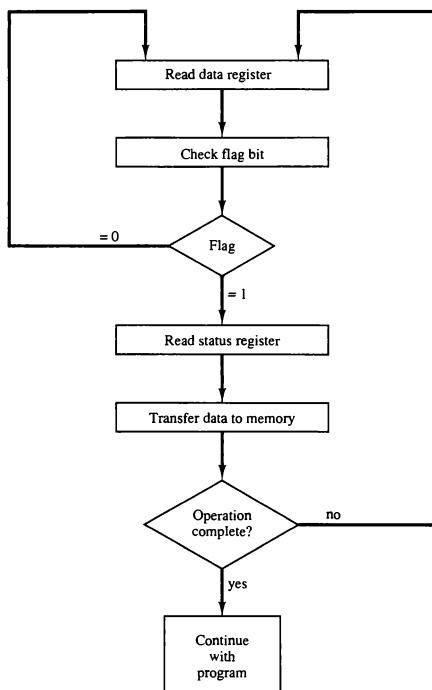 Read data register
Check flag bit
= 0
Flag
= 1
Read status register
Transfer data to memory
Operation
complete?
no
yes
Continue
with
program